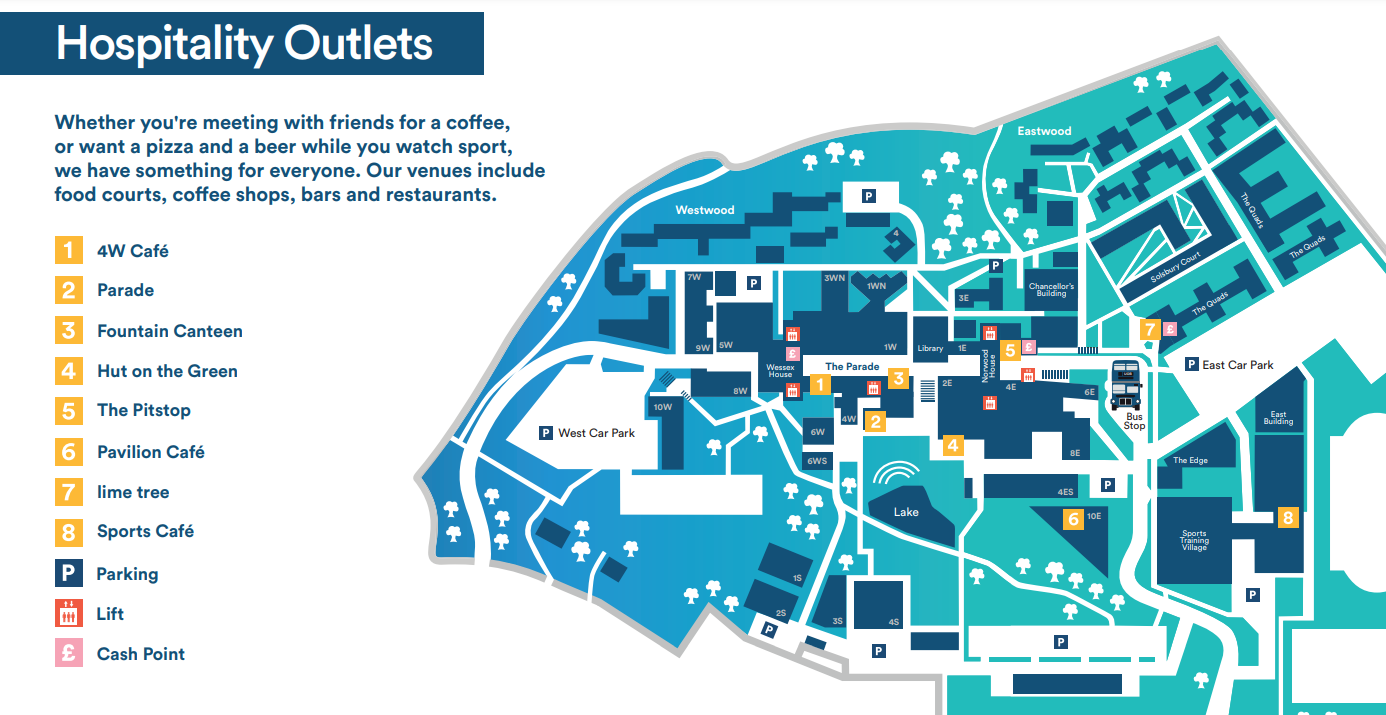 Hospitality Outlets
Whether you're meeting with friends for a coffee,
or want a pizza and a beer while you watch sport,
we have something for everyone. Our venues include
food courts, coffee shops, bars and restaurants.
1 4W Café
2 Parade
3 Fountain Canteen
4 Hut on the Green
5 The Pitstop
6 Pavilion Café
7 lime tree
8 Sports Café
P Parking
Lift
£ Cash Point
Eastwood
Westwood
P
4
The Quads
The Quads
Solsbury Court
The Quads
P
7W
P
3WN
1WN
3E
Chancellor's
Building
9W
5W
£
1W
Library
1E
Norwood
House
5
£
7
£
Wessex
House
The Parade
P East Car Park
8W
1
3
2E
4E
6E
Bus
Stop
10W
4W
2
6W
P West Car Park
6WS
4
8E
East
Building
The Edge
4ES
P
Lake
6
10E
Sports
Training
Village
8
1S
2S
3S
4S
P
P
P
P